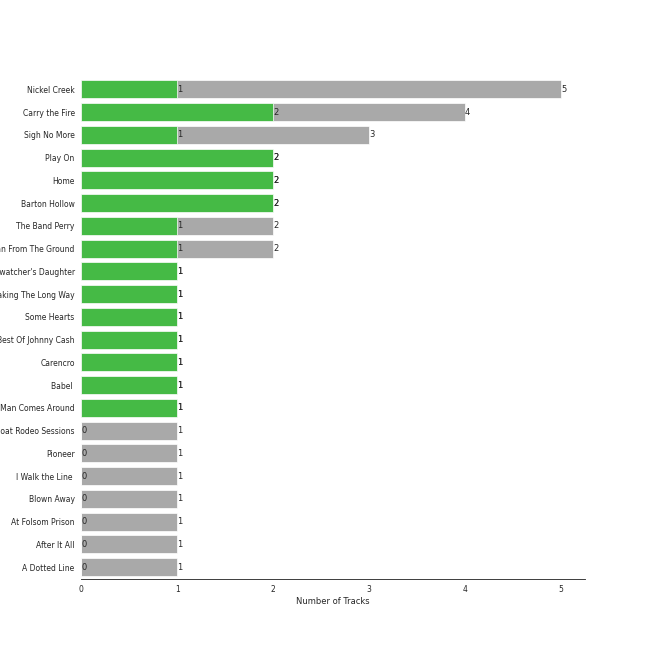 Nickel Creek 1 5
Carry the Fire 2 4
Sigh No More 1 3
Play On 2
Home 2
Barton Hollow 2
The Band Perry 1 2
an From The Ground 1 2
watcher's Daughter 1
aking The Long Way 1
Some Hearts 1
Best Of Johnny Cash 1
Carencro 1
Babel 1
Man Comes Around 1
oat Rodeo Sessions 0 1
Pioneer 0 1
I Walk the Line 0 1
Blown Away 0 1
At Folsom Prison 0 1
After It All 0 1
A Dotted Line 0 1
0 1 2 3 4 5
Number of Tracks